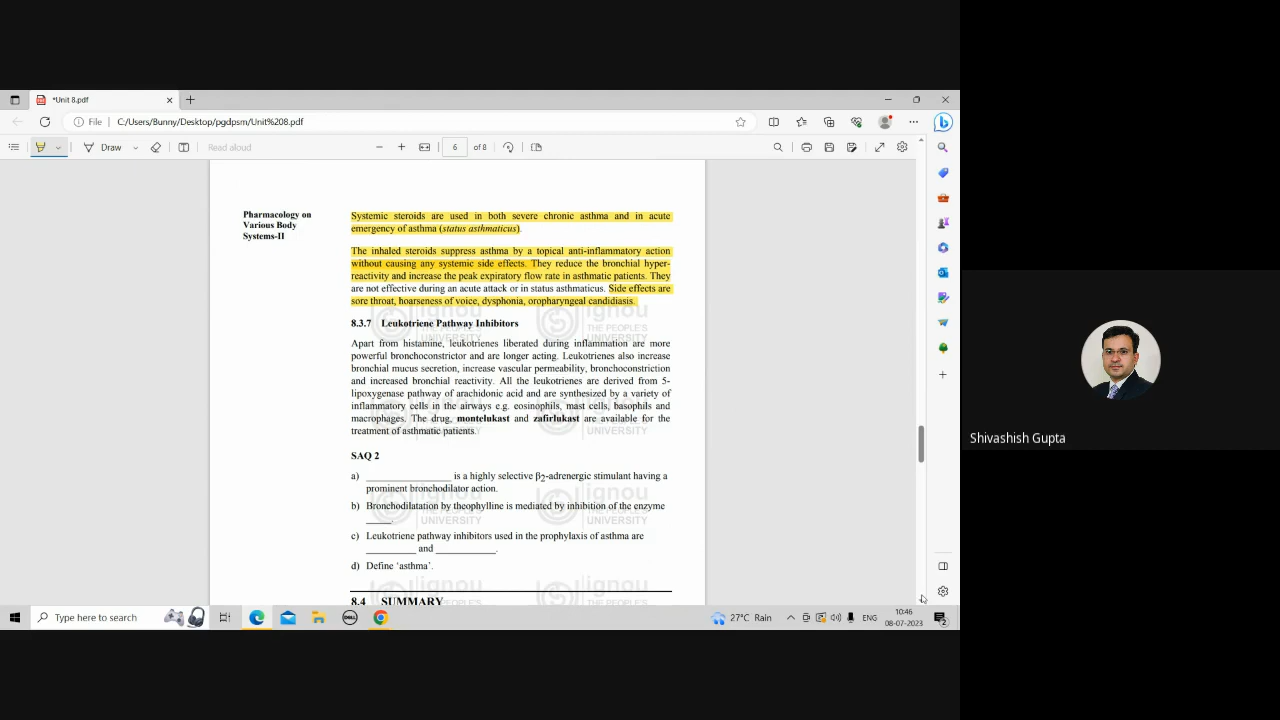 *Unit 8.pdf
File
C:/Users/Bunny/Desktop/pgdpsm/Unit%208.pdf
Draw
Read aloud
6
of 8
Pharmacology on
Various Body
Systems-II
Systemic steroids are used in both severe chronic asthma and in acute
emergency of asthma (status asthmaticus).
The inhaled steroids suppress asthma by a topical anti-inflammatory action
without causing any systemic side effects. They reduce the bronchial hyper-
reactivity and increase the peak expiratory flow rate in asthmatic patients. They
are not effective during an acute attack or in status asthmaticus. Side effects are
sore throat, hoarseness of voice, dysphonia, oropharyngeal candidiasis.
8.3.7 Leukotriene Pathway Inhibitors
Apart from histamine, leukotrienes liberated during inflammation are more
powerful bronchoconstrictor and are longer acting. Leukotrienes also increase
bronchial mucus secretion, increase vascular permeability, bronchoconstriction
and increased bronchial reactivity. All the leukotrienes are derived from 5-
lipoxygenase pathway of arachidonic acid and are synthesized by a variety of
inflammatory cells in the airways e.g. eosinophils, mast cells, basophils and
macrophages. The drug, montelukast and zafirlukast are available for the
treatment of asthmatic patients.
SAQ 2
a) _________________ is a highly selective β2-adrenergic stimulant having a
prominent bronchodilator action.
b) Bronchodilatation by theophylline is mediated by inhibition of the enzyme
_____.
c) Leukotriene pathway inhibitors used in the prophylaxis of asthma are
__________ and ____________.
d) Define ‘asthma’.
8.4 SUMMARY
ignou
THE PEOPLE'S
UNIVERSITY
Type here to search
27°C Rain
ENG
10:46
08-07-2023
2
Shivashish Gupta